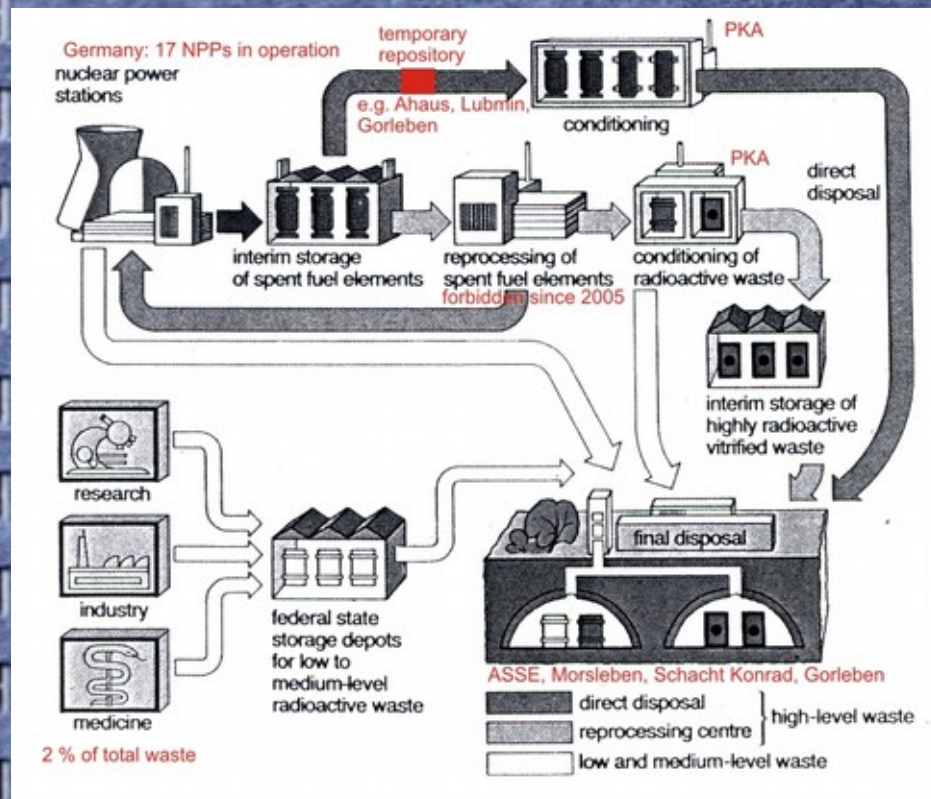 Germany: 17 NPPs in operation
nuclear power
stations
temporary
repository
e.g. Ahaus, Lubmin,
Gorleben
PKA
conditioning
PKA
direct
disposal
interim storage
of spent fuel elements
reprocessing of
spent fuel elements
forbidden since 2005
conditioning of
radioactive waste
interim storage of
highly radioactive
vitrified waste
research
industry
medicine
2 % of total waste
federal state
storage depots
for low to
medium-level
radioactive waste
final disposal
ASSE, Morsleben, Schacht Konrad, Gorleben
direct disposal
reprocessing centre
high-level waste
low and medium-level waste